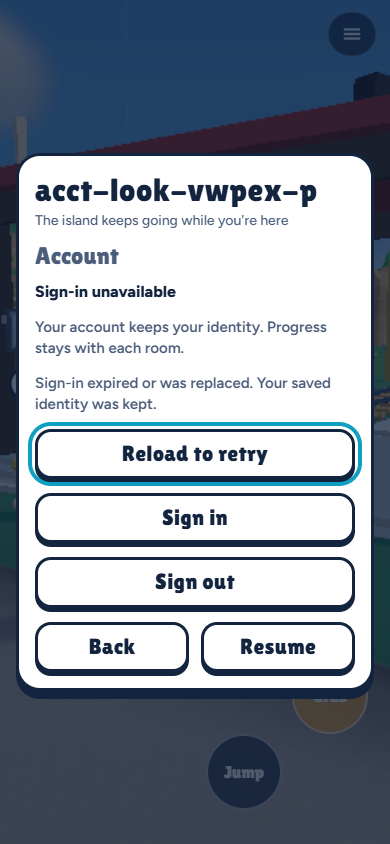 acct-look-vwpex-p
The island keeps going while you're here
Account
Sign-in unavailable
Your account keeps your identity. Progress
stays with each room.
Sign-in expired or was replaced. Your saved
identity was kept.
Reload to retry
Sign in
Sign out
Back
Resume
Jump